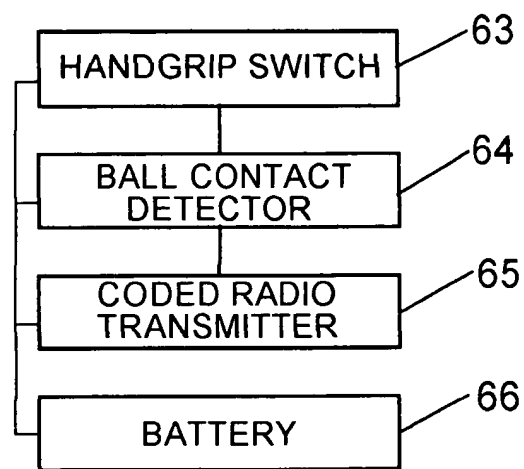 63
HANDGRIP SWITCH
64
BALL CONTACT
DETECTOR
65
CODED RADIO
TRANSMITTER
66
BATTERY